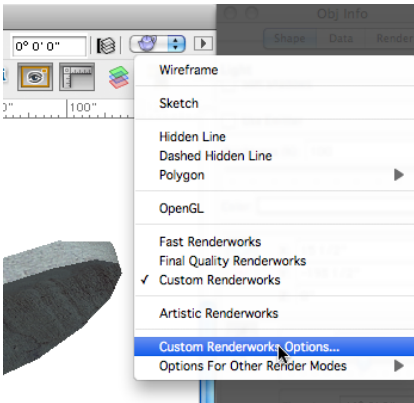 Obj Info
0° 0' 0"
Shape Data Render
0" 100"
Wireframe
Sketch
Hidden Line
Dashed Hidden Line
Polygon
OpenGL
Fast Renderworks
Final Quality Renderworks
✓ Custom Renderworks
Artistic Renderworks
Custom Renderworks Options...
Options For Other Render Modes